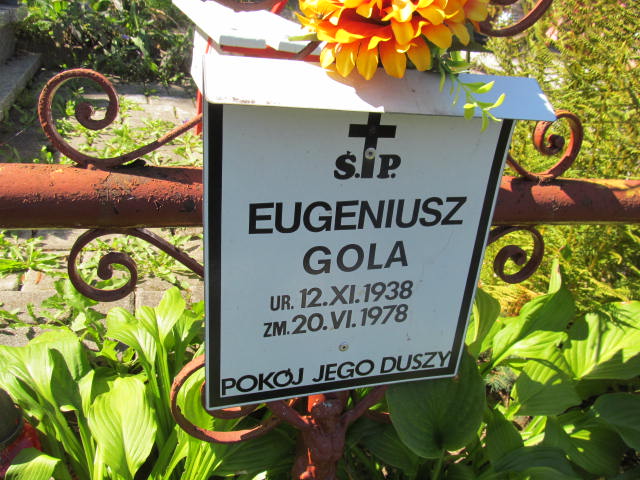 Ś.P.
EUGENIUSZ
GOLA
UR. 12.XI.1938
ZM. 20.VI.1978
POKÓJ JEGO DUSZY